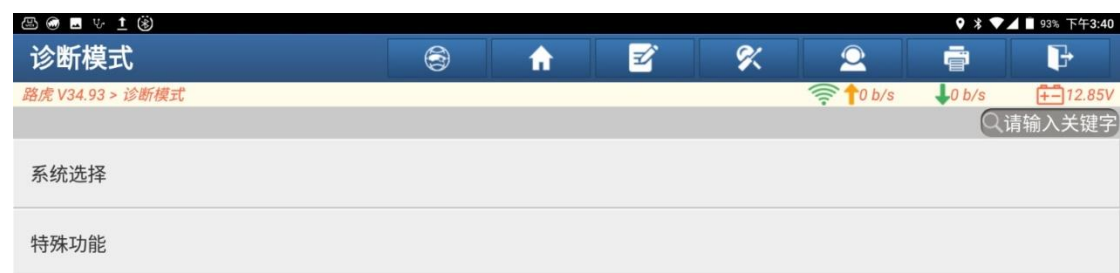 93% 下午3:40
诊断模式
路虎 V34.93 > 诊断模式
0 b/s 0 b/s 12.85V
请输入关键字
系统选择
特殊功能